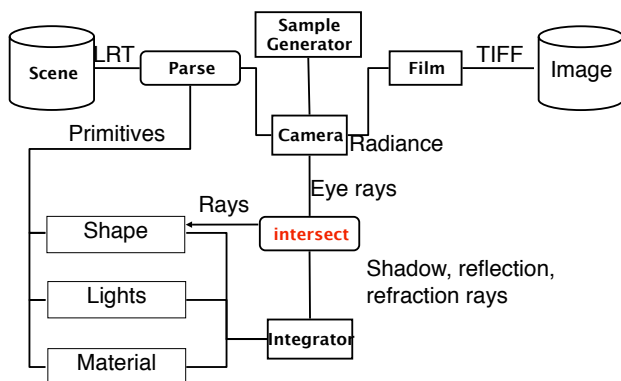 Sample
Generator
LRT
TIFF
Scene
Parse
Film
Image
Primitives
Camera
Radiance
Eye rays
Rays
Shape
intersect
Shadow, reflection,
refraction rays
Lights
Integrator
Material